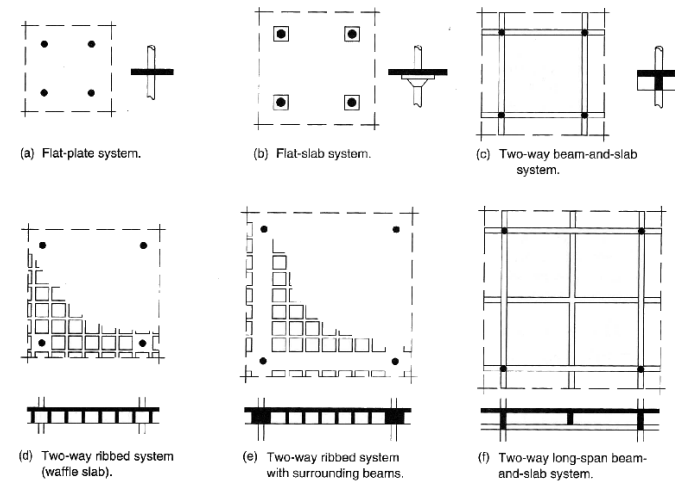 (a) Flat-plate system.
(b) Flat-slab system.
(c) Two-way beam-and-slab
system.
(d) Two-way ribbed system
(waffle slab).
(e) Two-way ribbed system
with surrounding beams.
(f) Two-way long-span beam-
and-slab system.